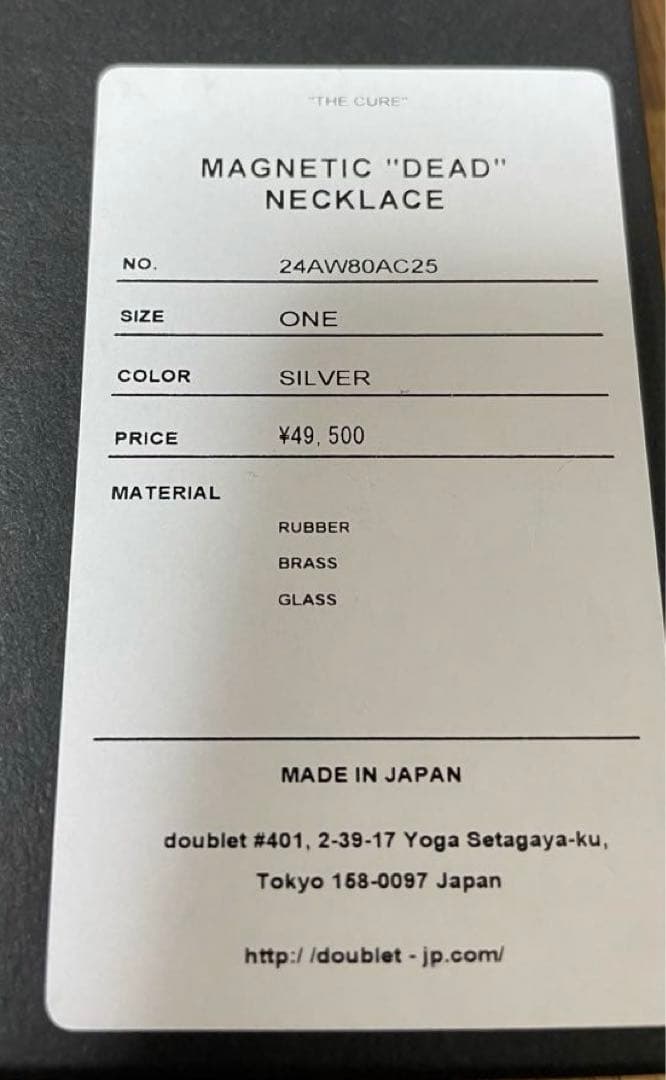 "THE CURE"
MAGNETIC "DEAD"
NECKLACE
NO. 24AW80AC25
SIZE ONE
COLOR SILVER
PRICE ¥49,500
MATERIAL
RUBBER
BRASS
GLASS
MADE IN JAPAN
doublet #401, 2-39-17 Yoga Setagaya-ku,
Tokyo 158-0097 Japan
http://doublet-jp.com/